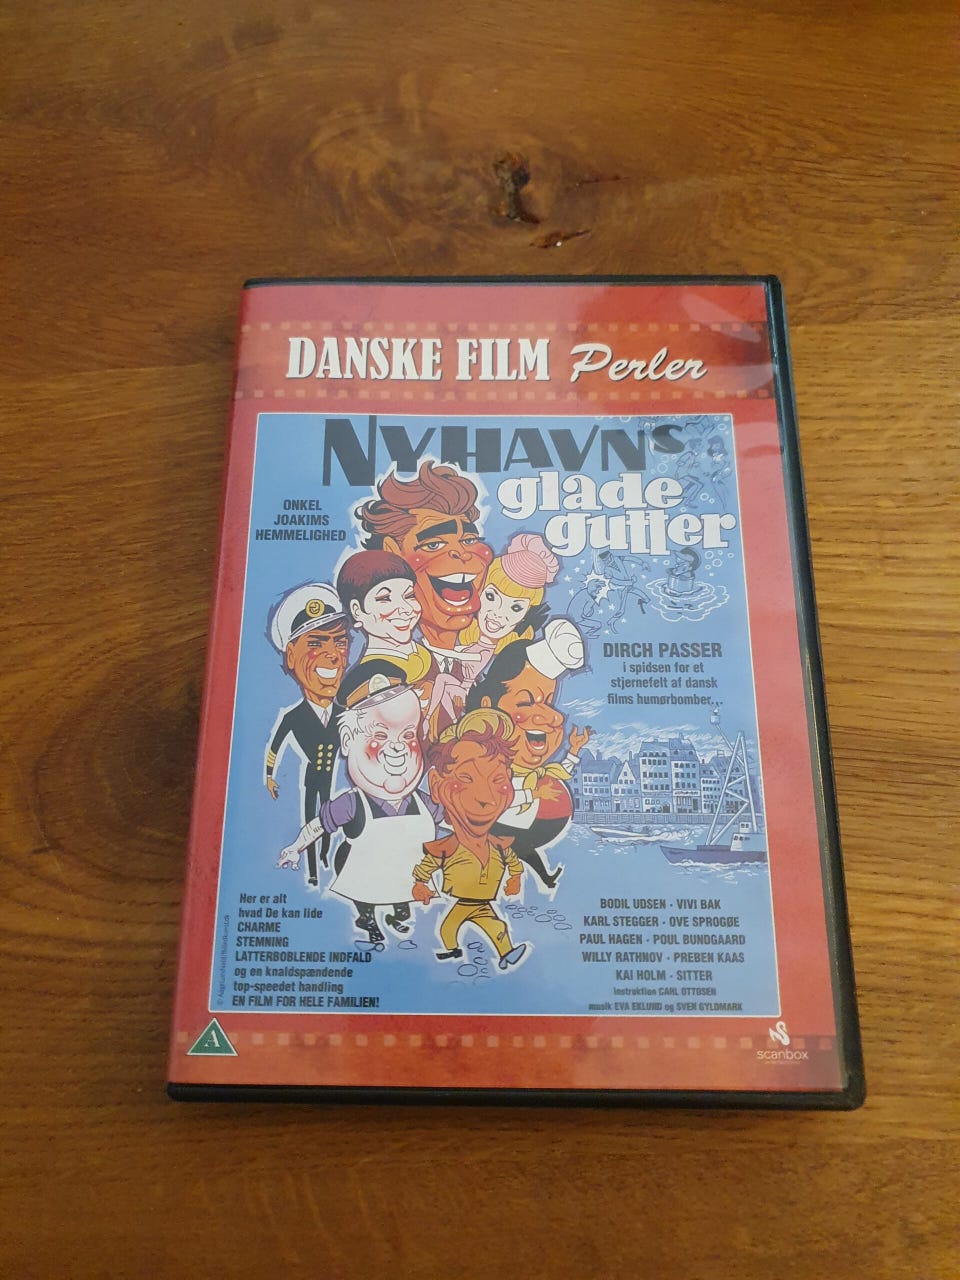 DANSKE FILM Perler
NYHAVNS
glade
gutter
ONKEL
JOAKIMS
HEMMELIGHED
DIRCH PASSER
i spidsen for et
stjernefelt af dansk
films humørbomber...
Her er alt
hvad De kan lide
CHARME
STEMNING
LATTERBOBLENDE INDFALD
og en knaldspændende
top-speedet handling
EN FILM FOR HELE FAMILIEN!
BODIL UDSEN · VIVI BAK
KARL STEGGER · OVE SPROGØE
PAUL HAGEN · POUL BUNDGAARD
WILLY RATHNOV · PREBEN KAAS
KAI HOLM · SITTER
instruktion CARL OTTOSEN
musik EVA EKLUND og SVEN GYLDMARK
A
scanbox